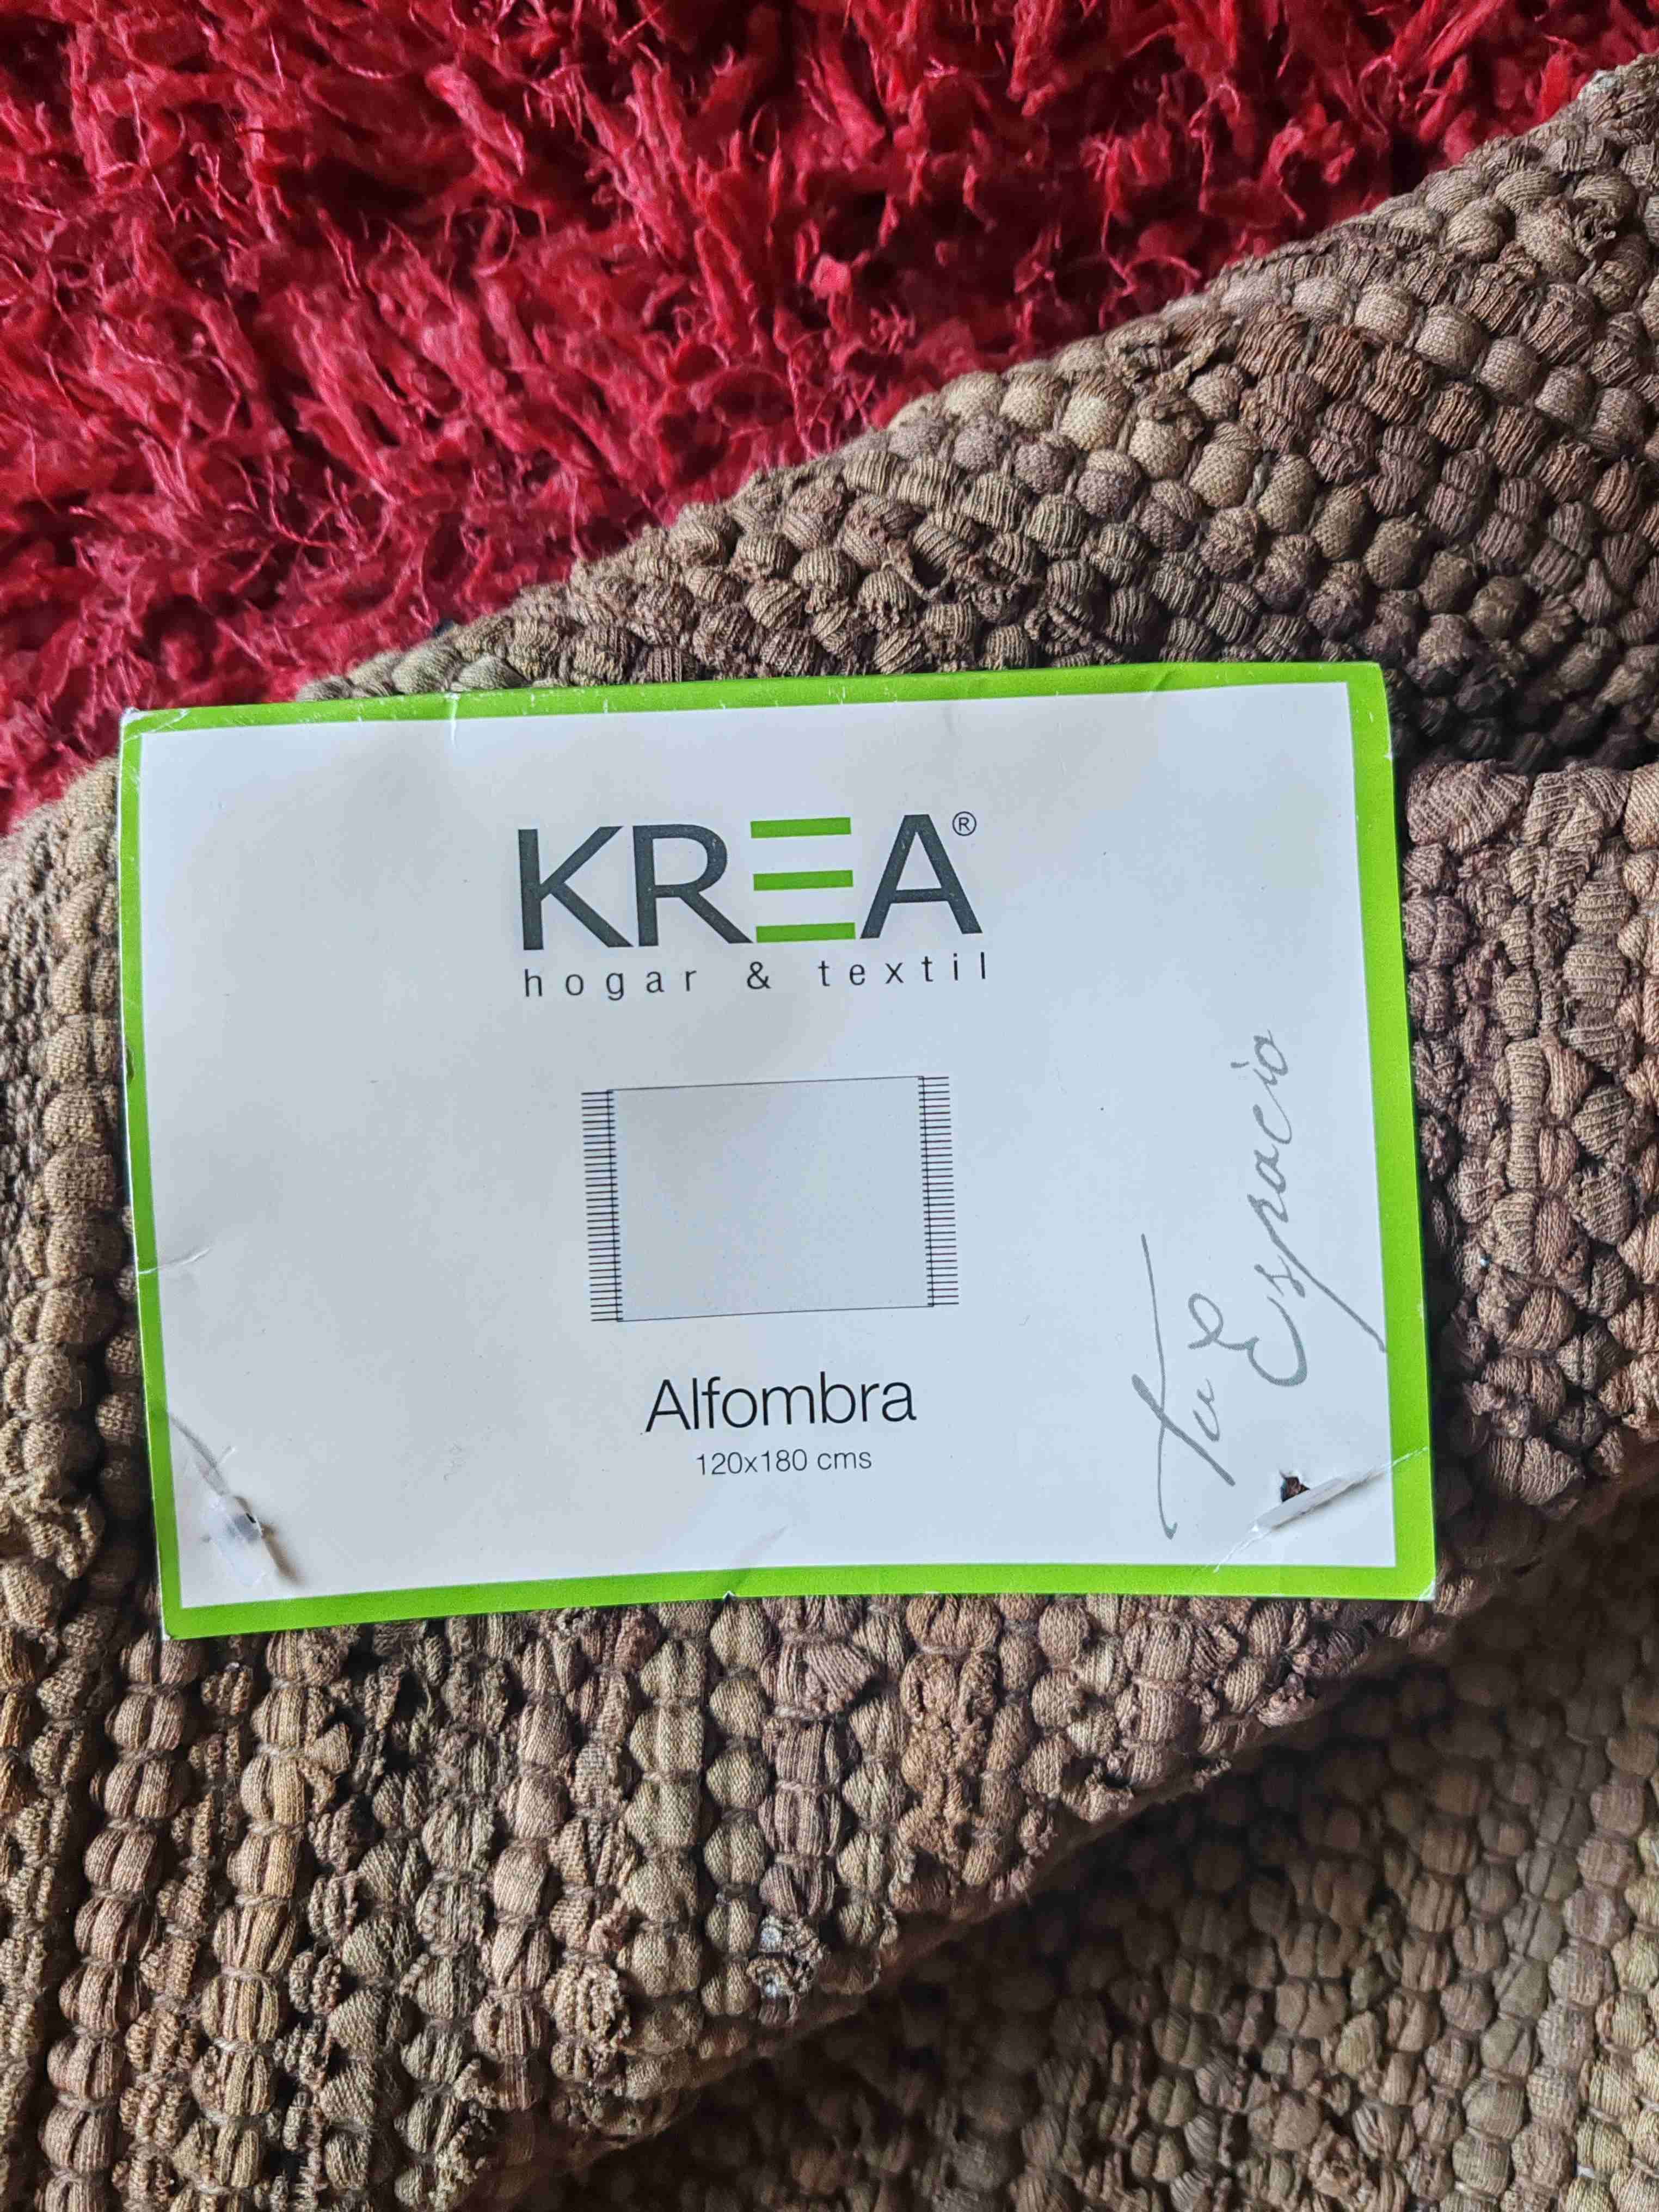 KREA®
hogar & textil
Alfombra
120x180 cms
Tu
Espacio